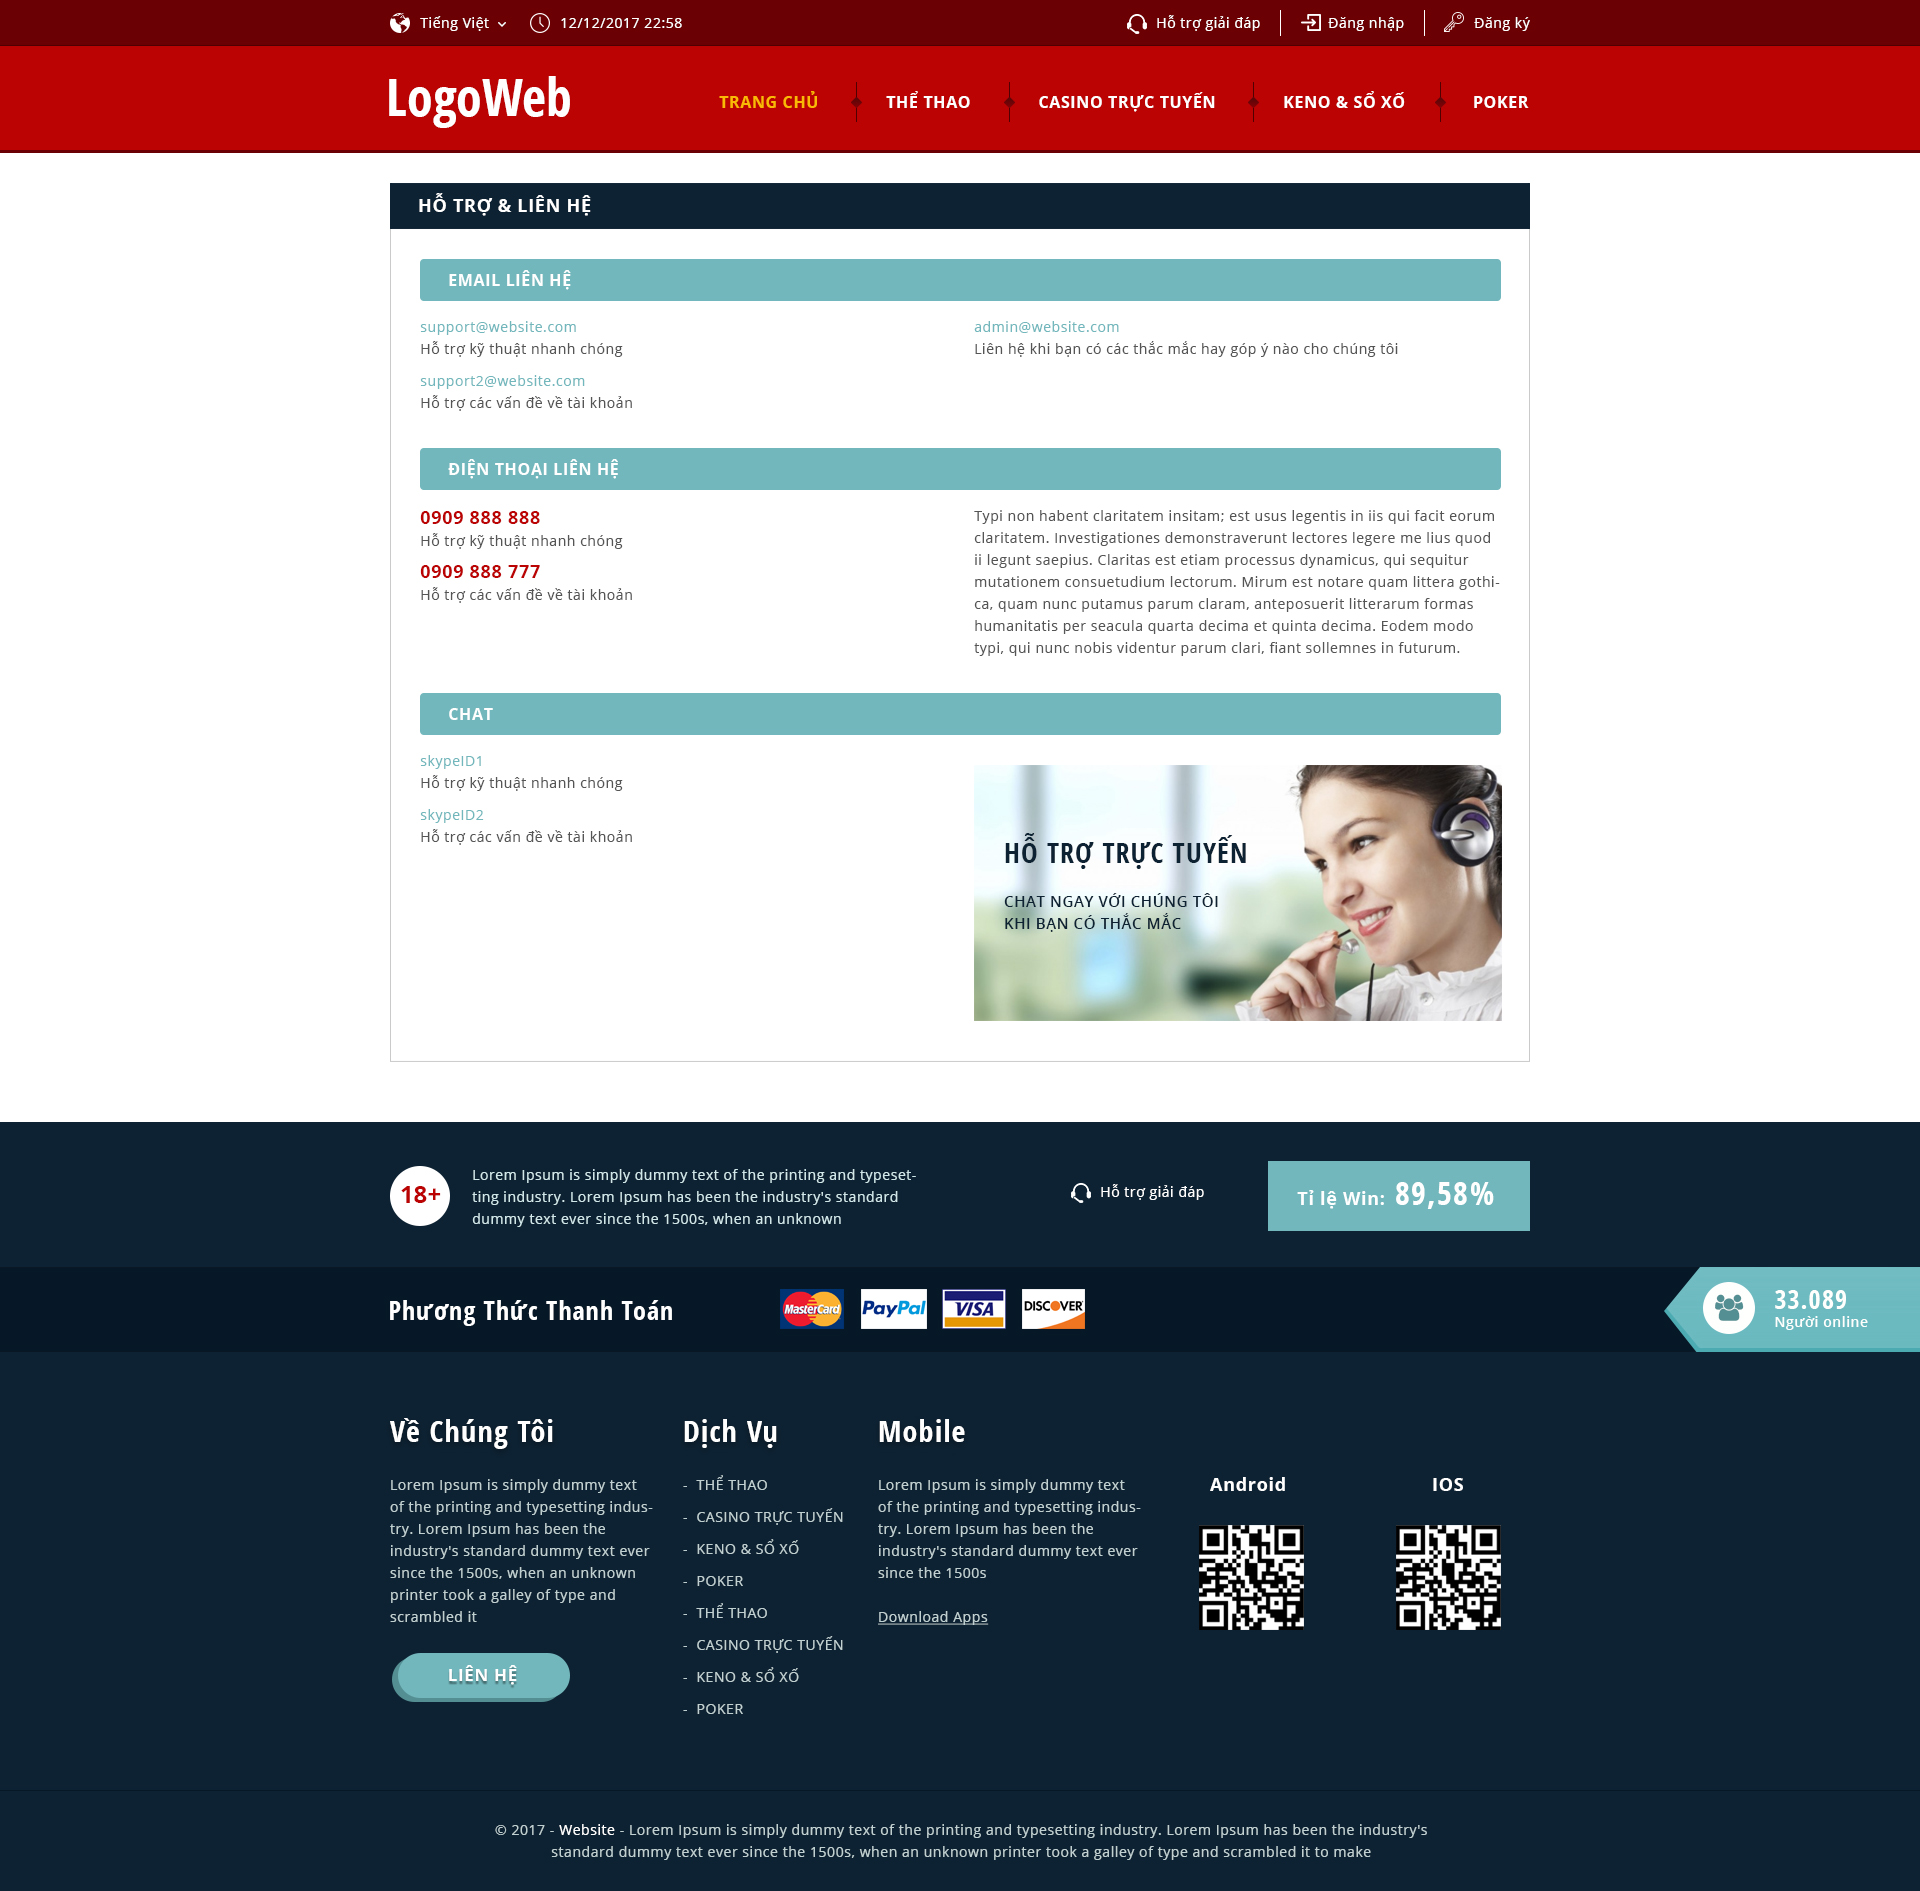 Tiếng Việt
12/12/2017 22:58
Hỗ trợ giải đáp
Đăng nhập
Đăng ký
LogoWeb
TRANG CHỦ
THỂ THAO
CASINO TRỰC TUYẾN
KENO & SỔ XỐ
POKER
HỖ TRỢ & LIÊN HỆ
EMAIL LIÊN HỆ
support@website.com
Hỗ trợ kỹ thuật nhanh chóng
support2@website.com
Hỗ trợ các vấn đề về tài khoản
admin@website.com
Liên hệ khi bạn có các thắc mắc hay góp ý nào cho chúng tôi
ĐIỆN THOẠI LIÊN HỆ
0909 888 888
Hỗ trợ kỹ thuật nhanh chóng
0909 888 777
Hỗ trợ các vấn đề về tài khoản
Typi non habent claritatem insitam; est usus legentis in iis qui facit eorum
claritatem. Investigationes demonstraverunt lectores legere me lius quod
ii legunt saepius. Claritas est etiam processus dynamicus, qui sequitur
mutationem consuetudium lectorum. Mirum est notare quam littera gothi-
ca, quam nunc putamus parum claram, anteposuerit litterarum formas
humanitatis per seacula quarta decima et quinta decima. Eodem modo
typi, qui nunc nobis videntur parum clari, fiant sollemnes in futurum.
CHAT
skypeID1
Hỗ trợ kỹ thuật nhanh chóng
skypeID2
Hỗ trợ các vấn đề về tài khoản
HỖ TRỢ TRỰC TUYẾN
CHAT NGAY VỚI CHÚNG TÔI
KHI BẠN CÓ THẮC MẮC
18+
Lorem Ipsum is simply dummy text of the printing and typeset-
ting industry. Lorem Ipsum has been the industry's standard
dummy text ever since the 1500s, when an unknown
Hỗ trợ giải đáp
Tỉ lệ Win: 89,58%
Phương Thức Thanh Toán
MasterCard
PayPal
VISA
DISCOVER
33.089
Người online
Về Chúng Tôi
Lorem Ipsum is simply dummy text
of the printing and typesetting indus-
try. Lorem Ipsum has been the
industry's standard dummy text ever
since the 1500s, when an unknown
printer took a galley of type and
scrambled it
LIÊN HỆ
Dịch Vụ
- THỂ THAO
- CASINO TRỰC TUYẾN
- KENO & SỔ XỐ
- POKER
- THỂ THAO
- CASINO TRỰC TUYẾN
- KENO & SỔ XỐ
- POKER
Mobile
Lorem Ipsum is simply dummy text
of the printing and typesetting indus-
try. Lorem Ipsum has been the
industry's standard dummy text ever
since the 1500s
Download Apps
Android
IOS
© 2017 - Website - Lorem Ipsum is simply dummy text of the printing and typesetting industry. Lorem Ipsum has been the industry's
standard dummy text ever since the 1500s, when an unknown printer took a galley of type and scrambled it to make